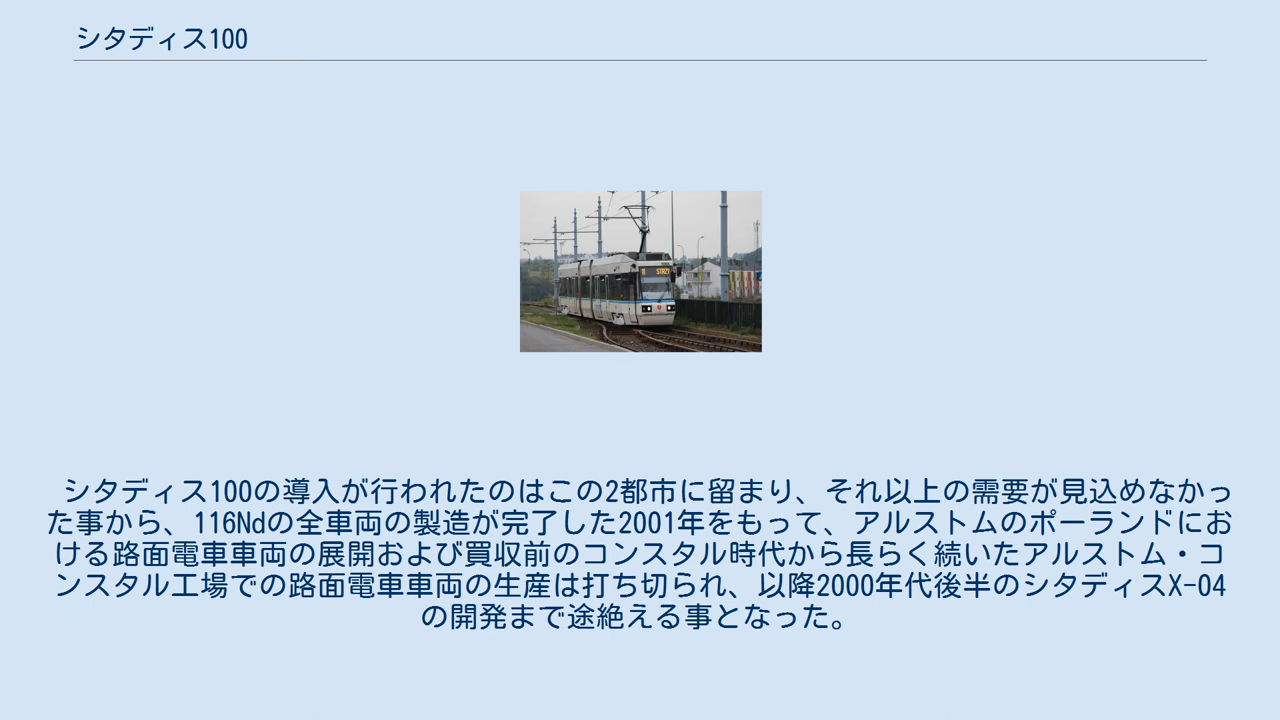 シタディス100
8 STRZY
シタディス100の導入が行われたのはこの2都市に留まり、それ以上の需要が見込めなかっ
た事から、116Ndの全車両の製造が完了した2001年をもって、アルストムのポーランドにお
ける路面電車車両の展開および買収前のコンスタル時代から長らく続いたアルストム・コ
ンスタル工場での路面電車車両の生産は打ち切られ、以降2000年代後半のシタディスX-04
の開発まで途絶える事となった。